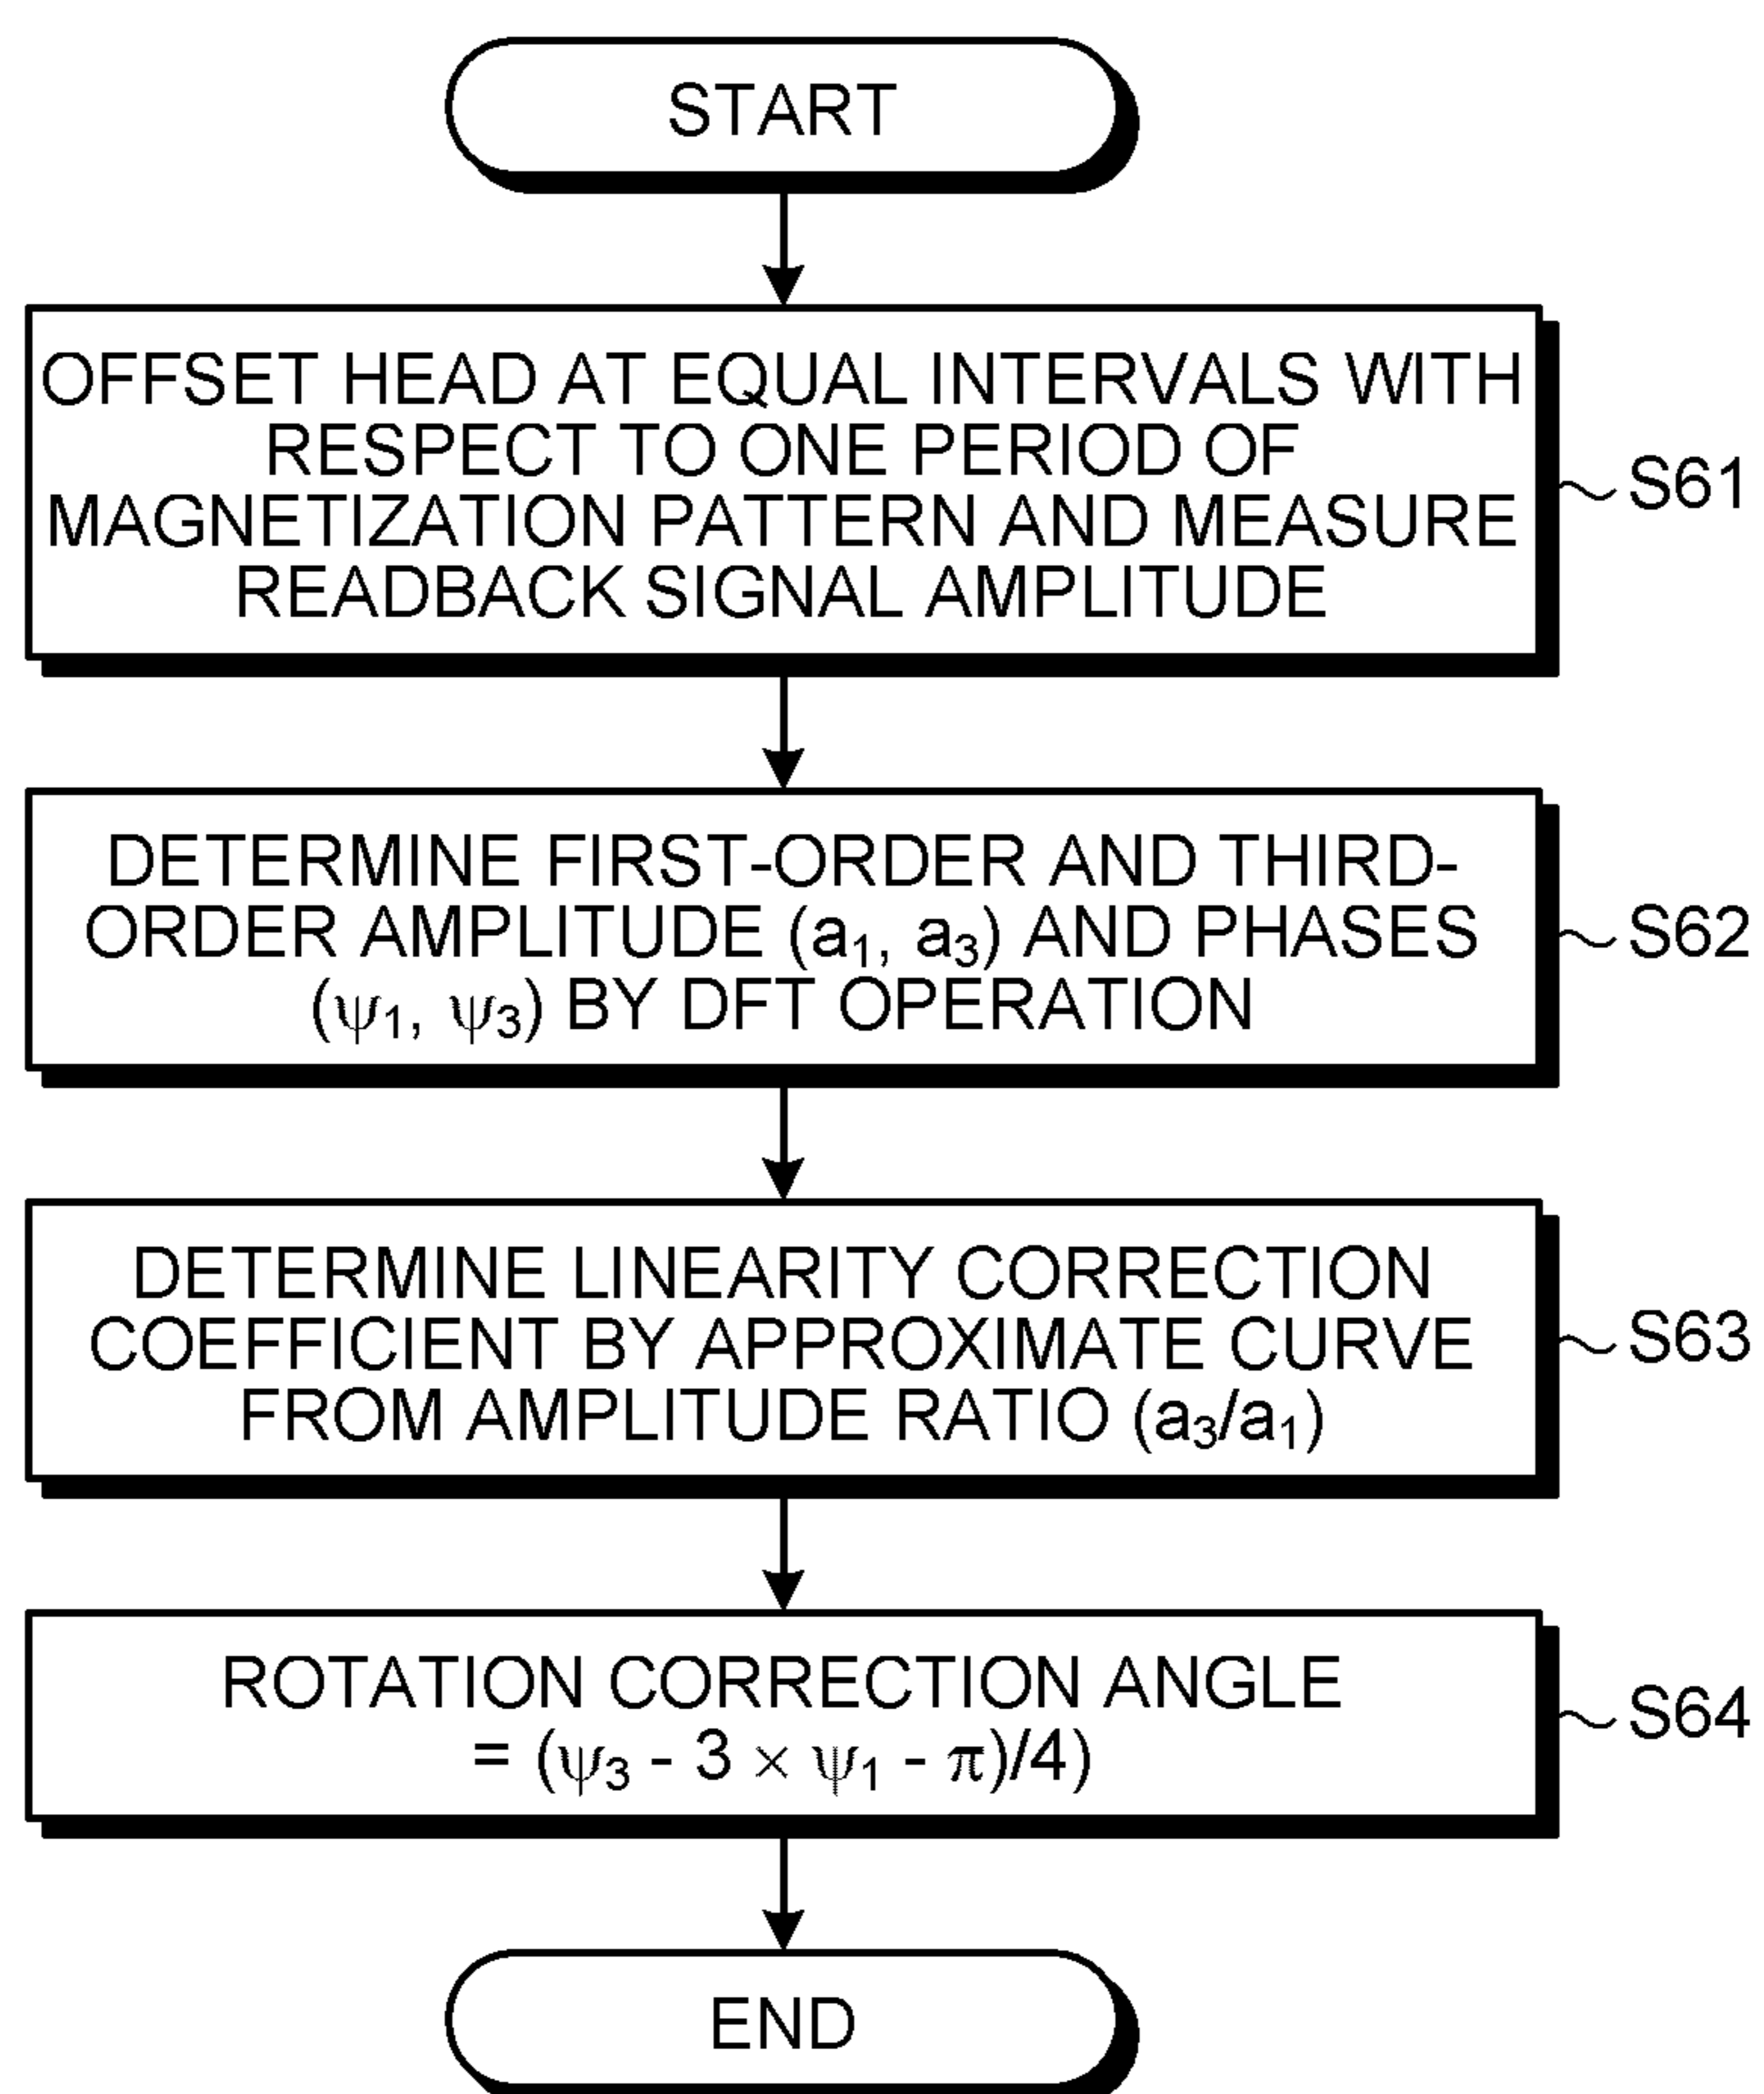 START
OFFSET HEAD AT EQUAL INTERVALS WITH
RESPECT TO ONE PERIOD OF
MAGNETIZATION PATTERN AND MEASURE
READBACK SIGNAL AMPLITUDE
S61
DETERMINE FIRST-ORDER AND THIRD-
ORDER AMPLITUDE (a₁, a₃) AND PHASES
(ψ₁, ψ₃) BY DFT OPERATION
S62
DETERMINE LINEARITY CORRECTION
COEFFICIENT BY APPROXIMATE CURVE
FROM AMPLITUDE RATIO (a₃/a₁)
S63
ROTATION CORRECTION ANGLE
= (ψ₃ - 3 × ψ₁ - π)/4)
S64
END